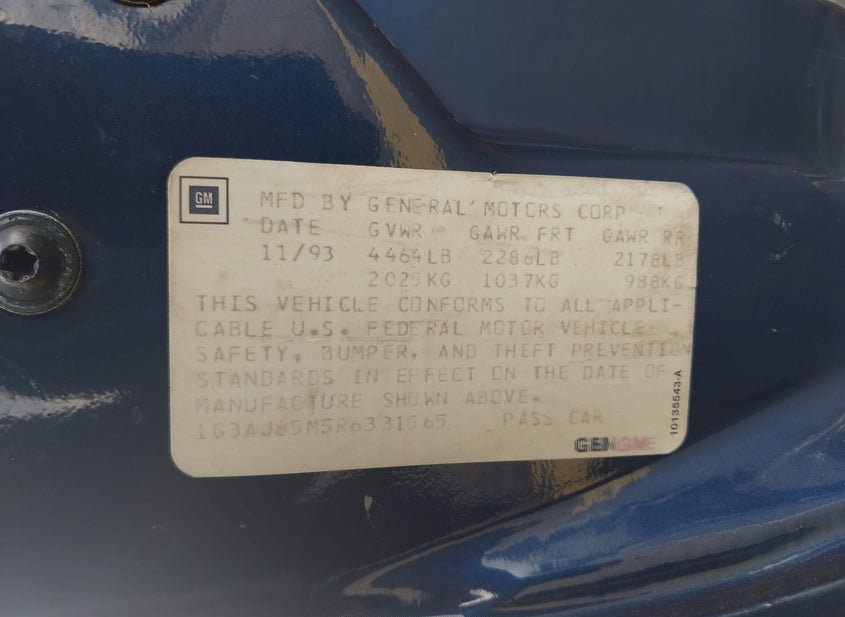 GM
MFD BY GENERAL MOTORS CORP
DATE GVWR GAWR FRT GAWR RR
11/93 4464LB 2286LB 2178LB
2025KG 1037KG 988KG
THIS VEHICLE CONFORMS TO ALL APPLI-
CABLE U.S. FEDERAL MOTOR VEHICLE
SAFETY, BUMPER, AND THEFT PREVENTION
STANDARDS IN EFFECT ON THE DATE OF
MANUFACTURE SHOWN ABOVE.
1G3AJ85M5R6331565 PASS CAR
GENGME
10135543-A